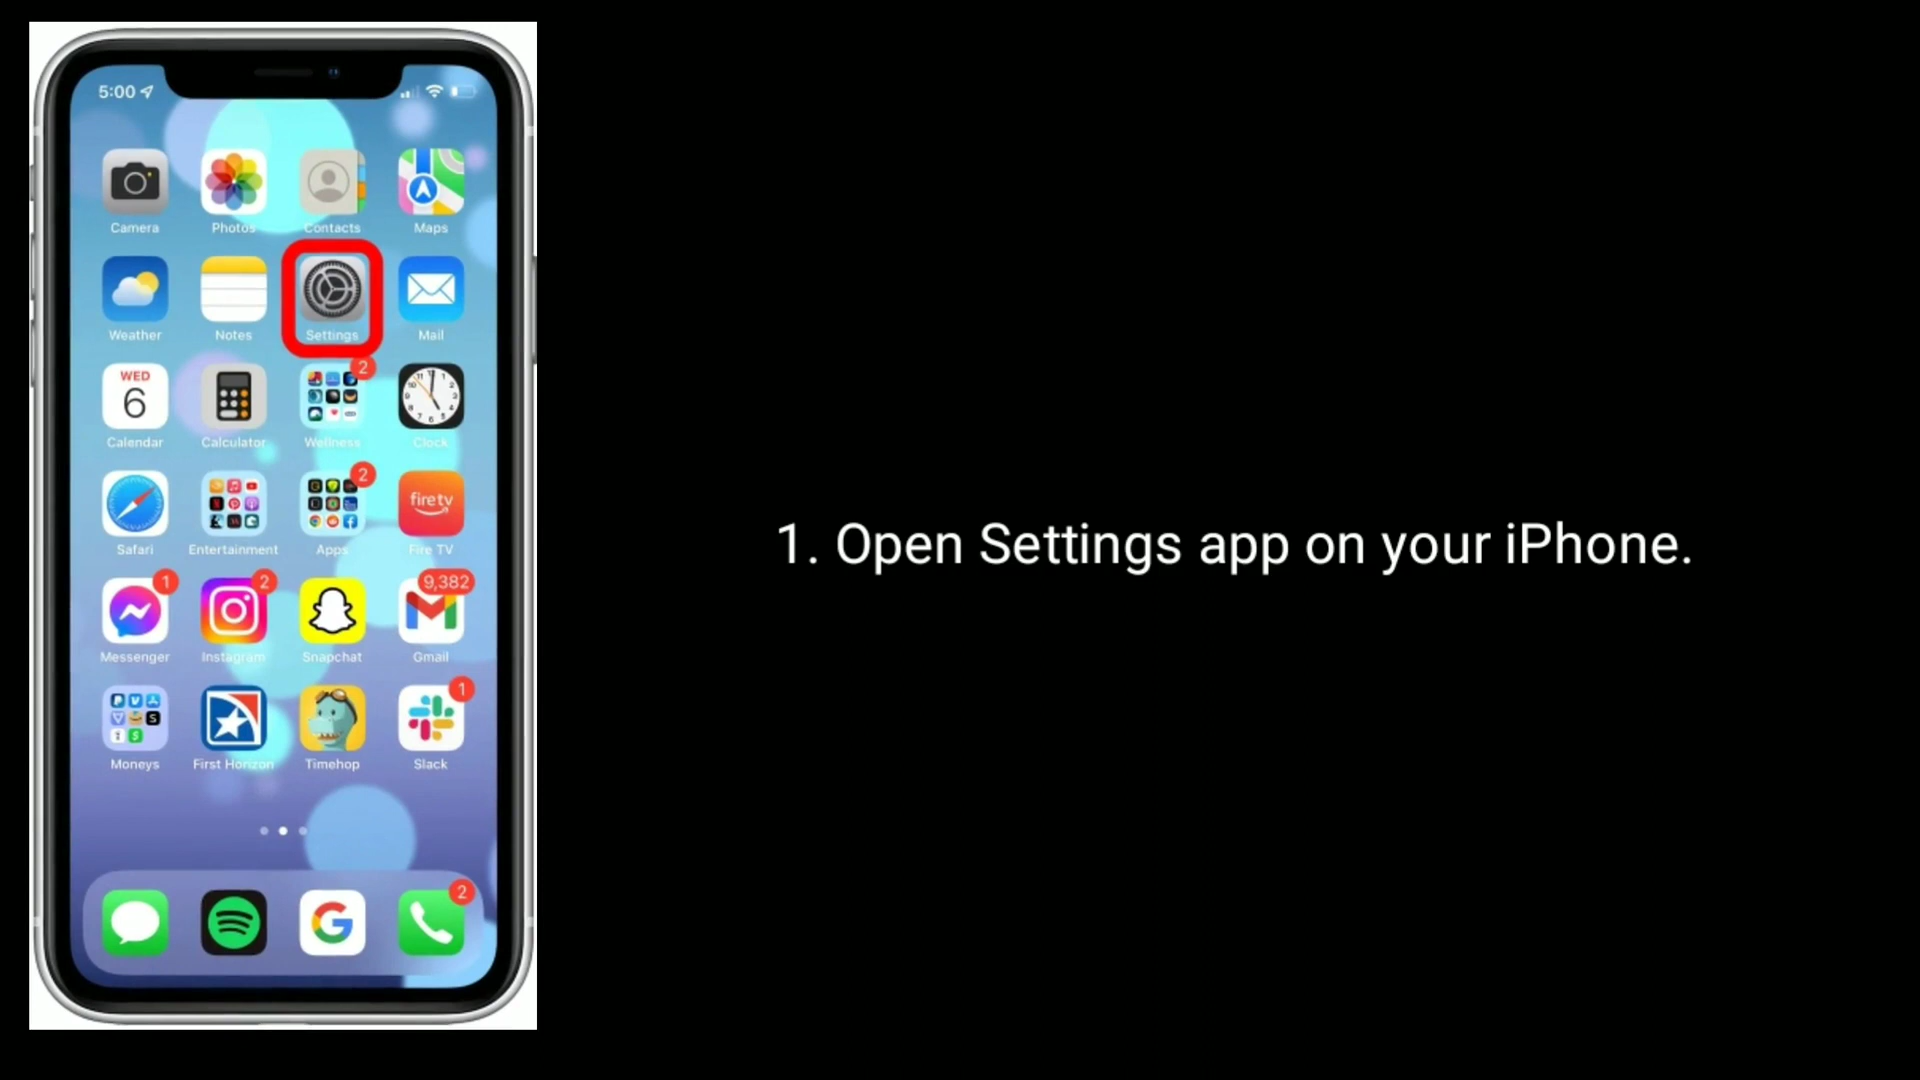 5:00
Camera
Photos
Contacts
Maps
Weather
Notes
Settings
Mail
WED
6
2
Calendar
Calculator
Wellness
Clock
2
fire tv
Safari
Entertainment
Apps
Fire TV
1
2
9,382
Messenger
Instagram
Snapchat
Gmail
1
Moneys
First Horizon
Timehop
Slack
2
1. Open Settings app on your iPhone.